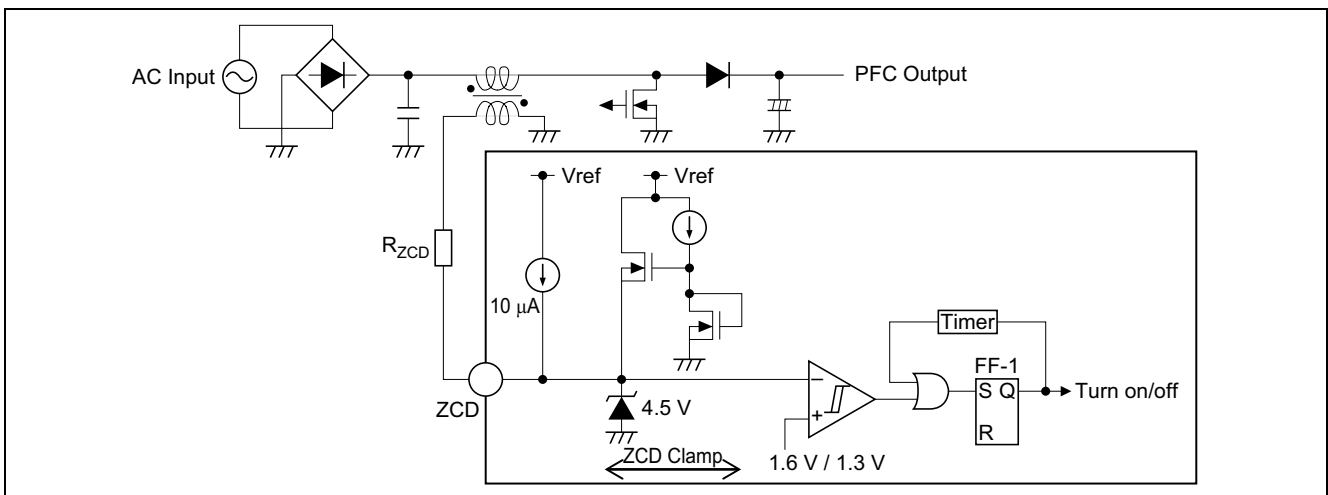 AC Input
PFC Output
Vref
Vref
R_ZCD
10 μA
ZCD
4.5 V
ZCD Clamp
1.6 V / 1.3 V
−
+
Timer
FF-1
S Q
R
Turn on/off